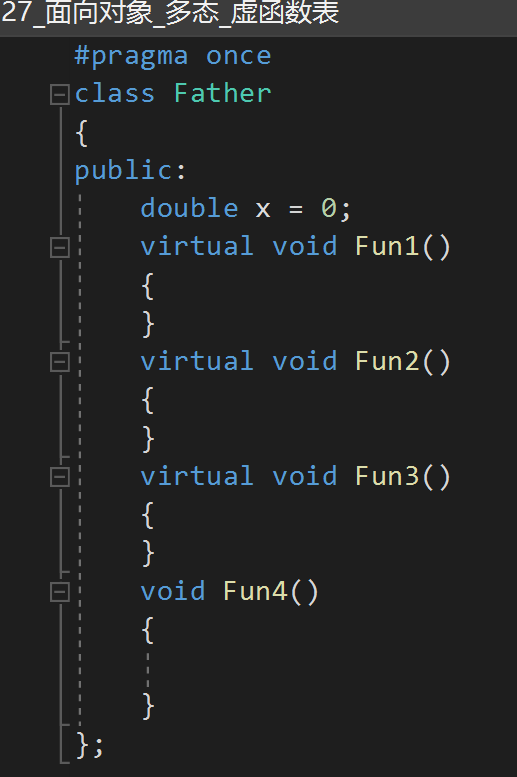 27_面向对象_多态_虚函数表
#pragma once
class Father
{
public:
double x = 0;
virtual void Fun1()
{
}
virtual void Fun2()
{
}
virtual void Fun3()
{
}
void Fun4()
{
}
};